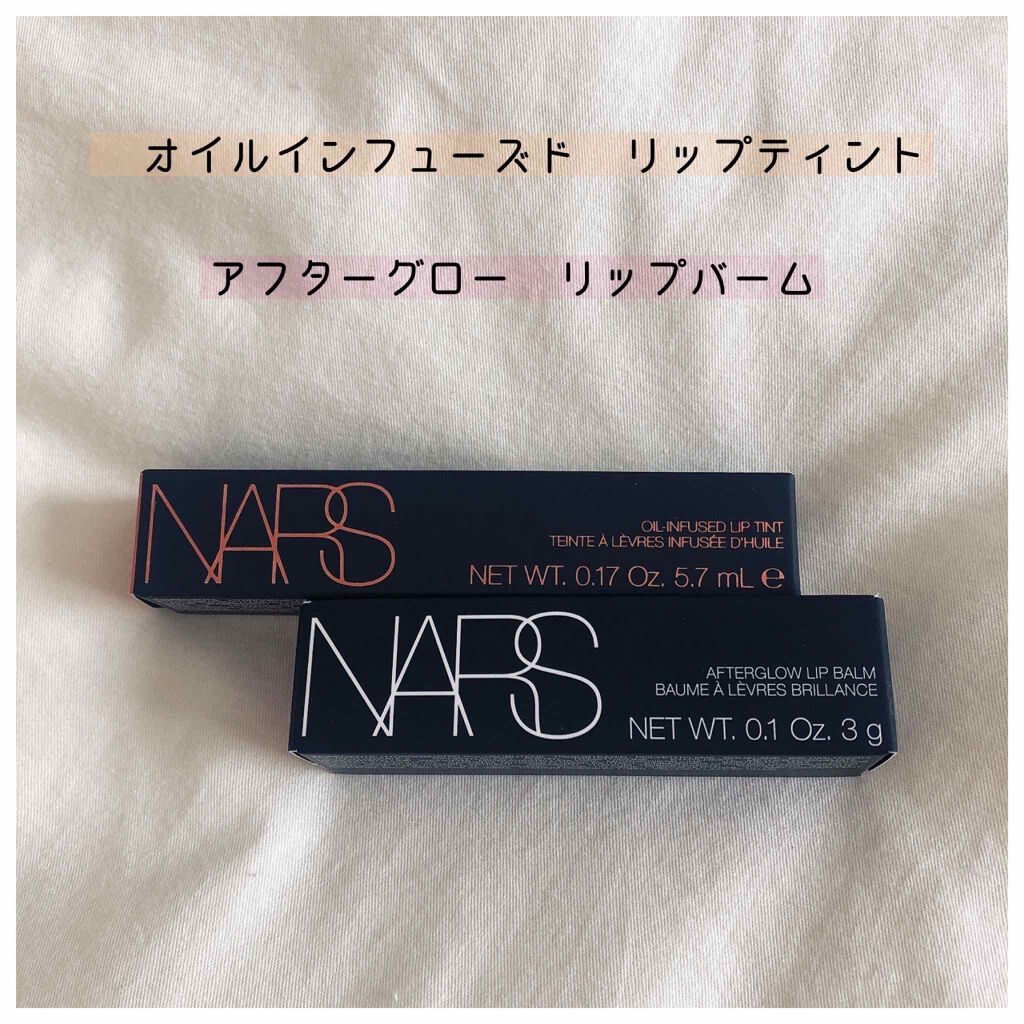 オイルインフューズド　リップティント
アフターグロー　リップバーム
NARS
OIL-INFUSED LIP TINT
TEINTE À LÈVRES INFUSÉE D'HUILE
NET WT. 0.17 Oz. 5.7 mL ℮
NARS
AFTERGLOW LIP BALM
BAUME À LÈVRES BRILLANCE
NET WT. 0.1 Oz. 3 g